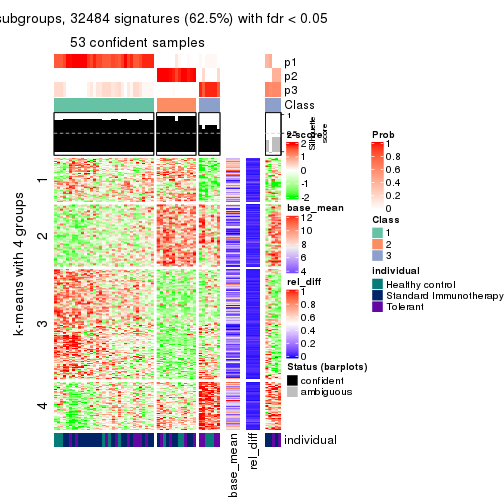 subgroups, 32484 signatures (62.5%) with fdr < 0.05
53 confident samples
p1
p2
p3
Class
1
Silhouette
score
k-means with 4 groups
1
2
3
4
individual
base_mean
rel_diff
z-score
2
1
0
-1
-2
base_mean
12
10
8
6
4
rel_diff
1
0.8
0.6
0.4
0.2
0
Status (barplots)
confident
ambiguous
Prob
1
0.8
0.6
0.4
0.2
0
Class
1
2
3
individual
Healthy control
Standard Immunotherapy
Tolerant